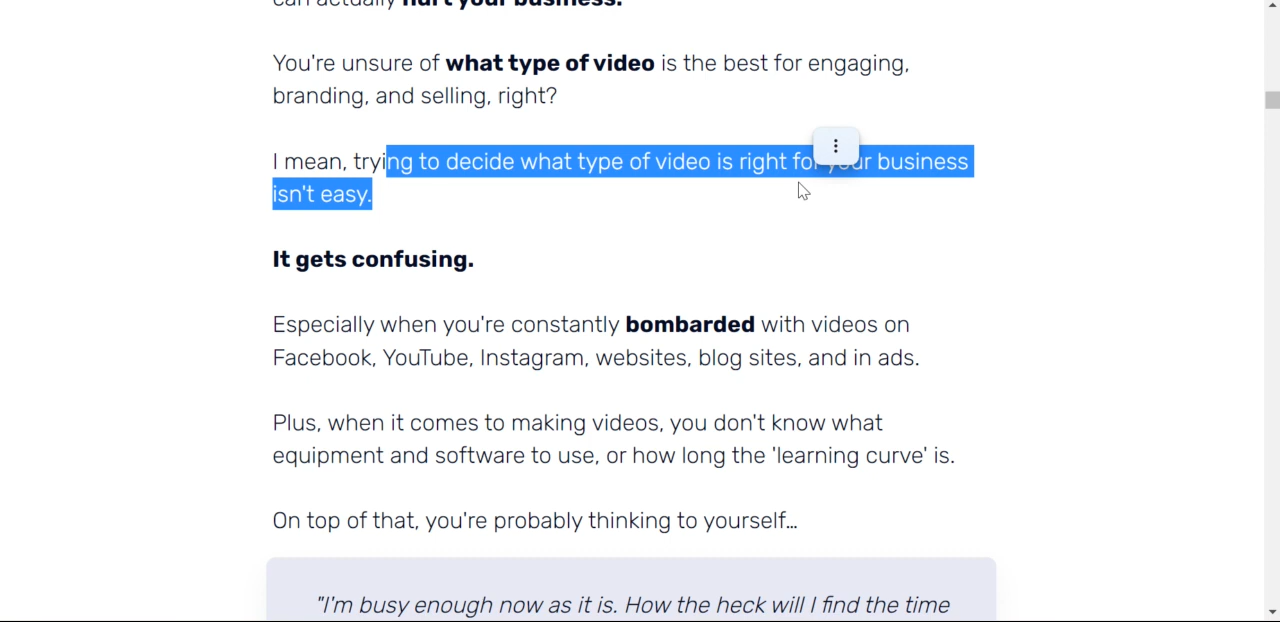 can actually hurt your business.
You're unsure of what type of video is the best for engaging,
branding, and selling, right?
I mean, trying to decide what type of video is right for your business
isn't easy.
It gets confusing.
Especially when you're constantly bombarded with videos on
Facebook, YouTube, Instagram, websites, blog sites, and in ads.
Plus, when it comes to making videos, you don't know what
equipment and software to use, or how long the 'learning curve' is.
On top of that, you're probably thinking to yourself...
"I'm busy enough now as it is. How the heck will I find the time